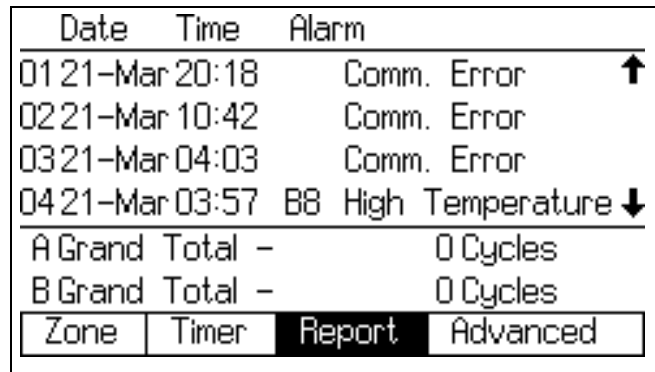 Date Time Alarm
01 21-Mar 20:18 Comm. Error
02 21-Mar 10:42 Comm. Error
03 21-Mar 04:03 Comm. Error
04 21-Mar 03:57 B8 High Temperature
A Grand Total - 0 Cycles
B Grand Total - 0 Cycles
Zone Timer Report Advanced